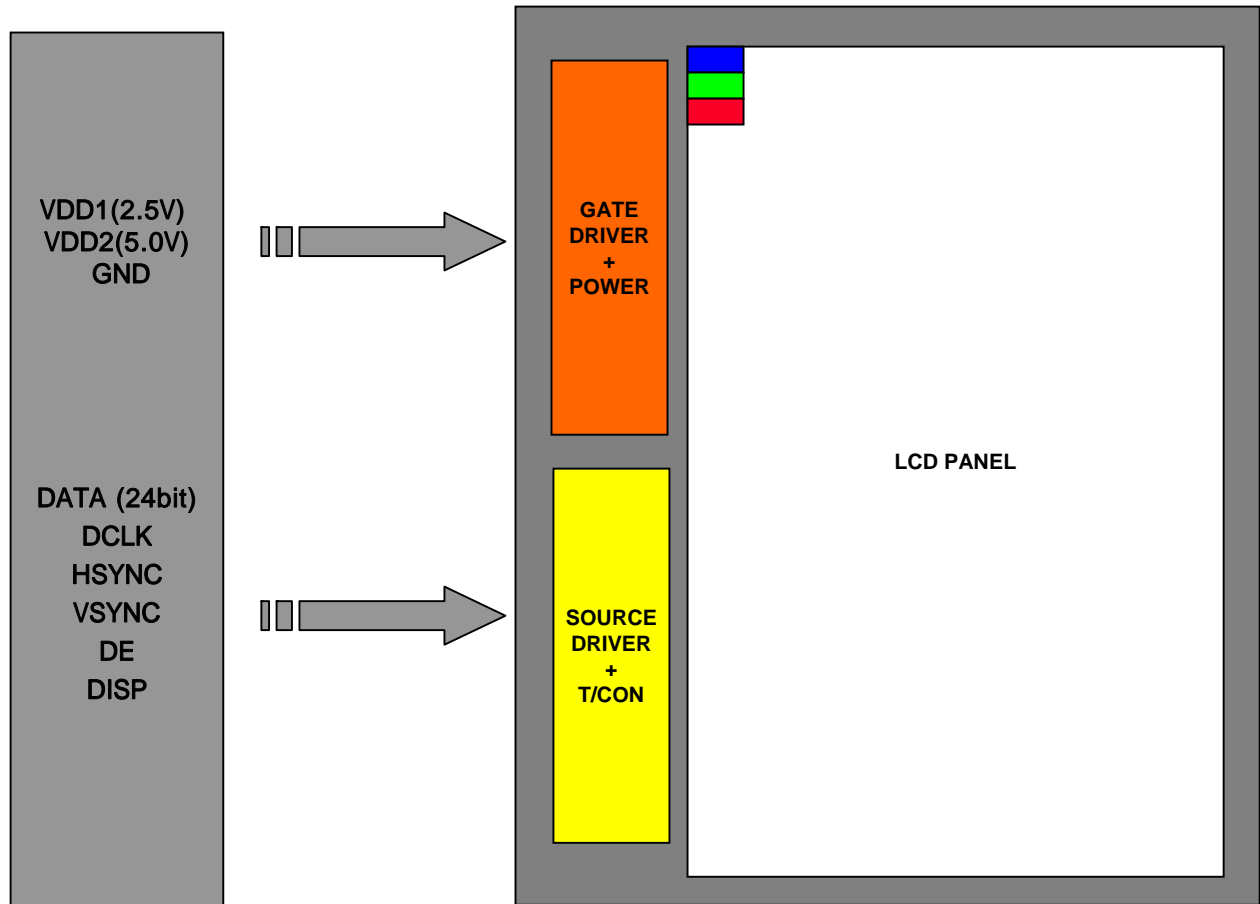 VDD1(2.5V)
VDD2(5.0V)
GND
DATA (24bit)
DCLK
HSYNC
VSYNC
DE
DISP
GATE
DRIVER
+
POWER
SOURCE
DRIVER
+
T/CON
LCD PANEL